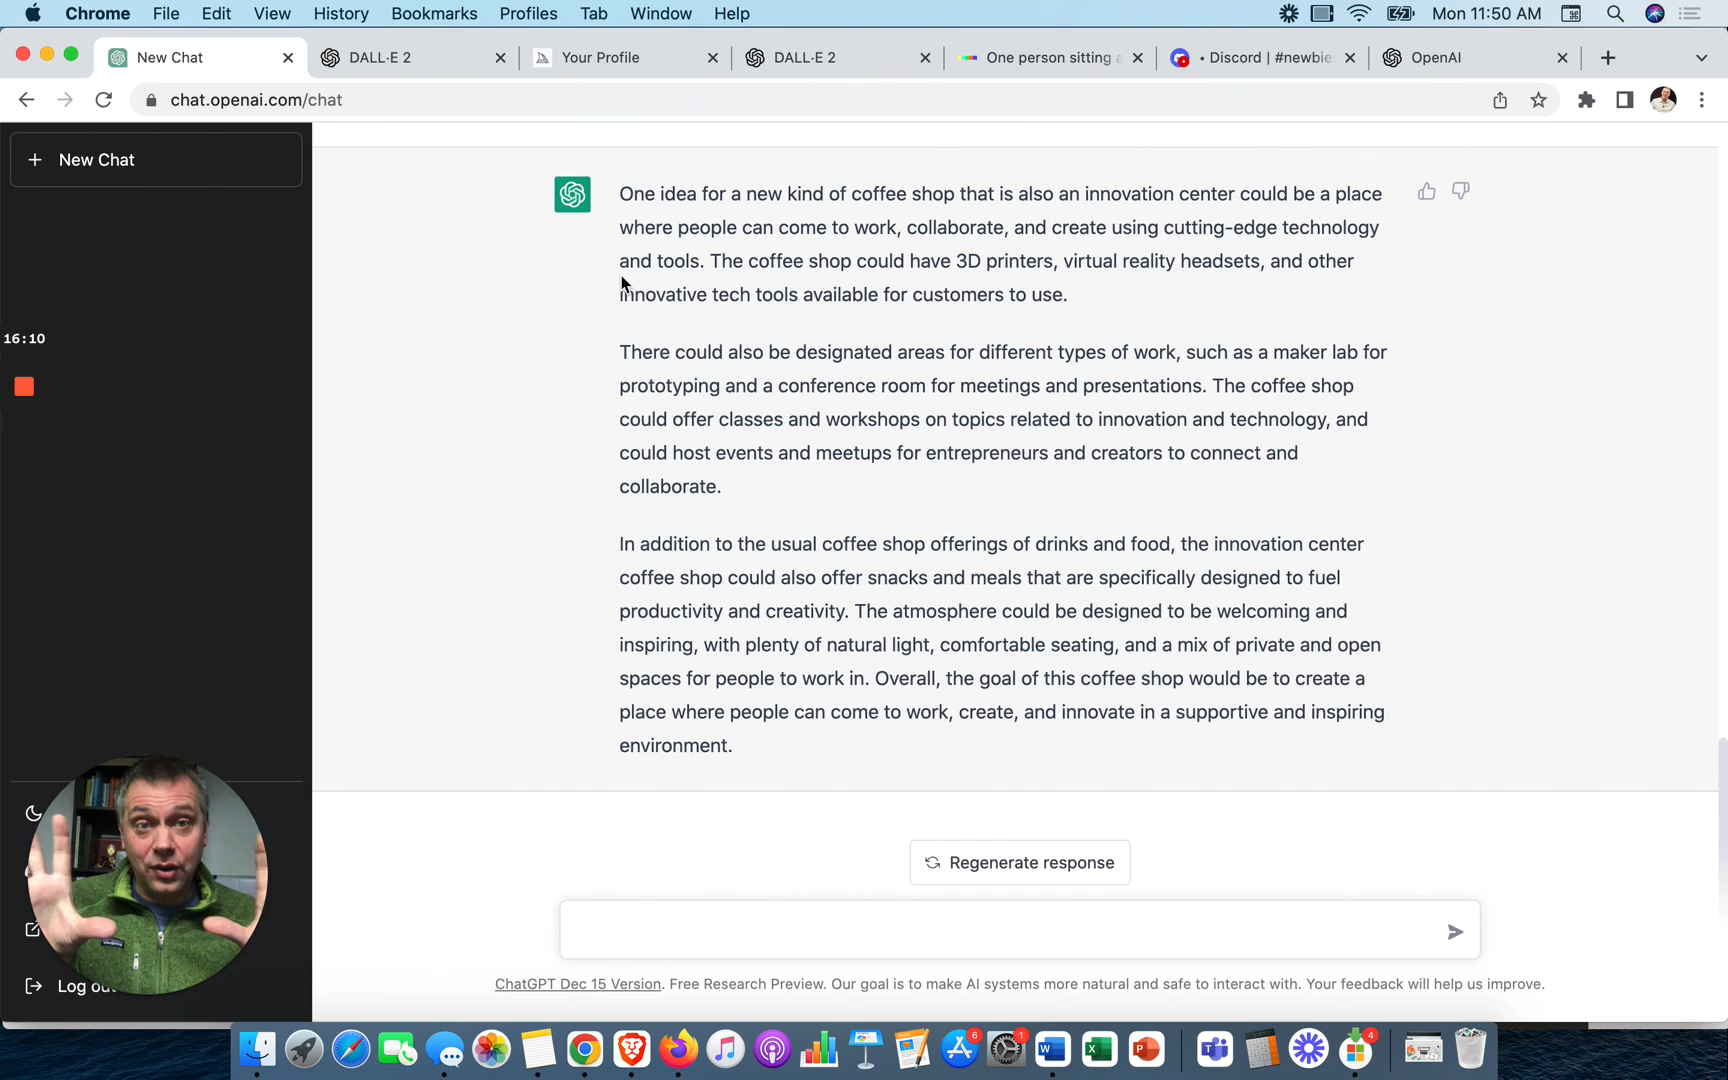 Chrome File Edit View History Bookmarks Profiles Tab Window Help
Mon 11:50 AM
New Chat
DALL·E 2
Your Profile
DALL·E 2
One person sitting a
• Discord | #newbie
OpenAI
chat.openai.com/chat
New Chat
One idea for a new kind of coffee shop that is also an innovation center could be a place
where people can come to work, collaborate, and create using cutting-edge technology
and tools. The coffee shop could have 3D printers, virtual reality headsets, and other
innovative tech tools available for customers to use.
16:10
There could also be designated areas for different types of work, such as a maker lab for
prototyping and a conference room for meetings and presentations. The coffee shop
could offer classes and workshops on topics related to innovation and technology, and
could host events and meetups for entrepreneurs and creators to connect and
collaborate.
In addition to the usual coffee shop offerings of drinks and food, the innovation center
coffee shop could also offer snacks and meals that are specifically designed to fuel
productivity and creativity. The atmosphere could be designed to be welcoming and
inspiring, with plenty of natural light, comfortable seating, and a mix of private and open
spaces for people to work in. Overall, the goal of this coffee shop would be to create a
place where people can come to work, create, and innovate in a supportive and inspiring
environment.
Regenerate response
Log out
ChatGPT Dec 15 Version. Free Research Preview. Our goal is to make AI systems more natural and safe to interact with. Your feedback will help us improve.
6
1
4